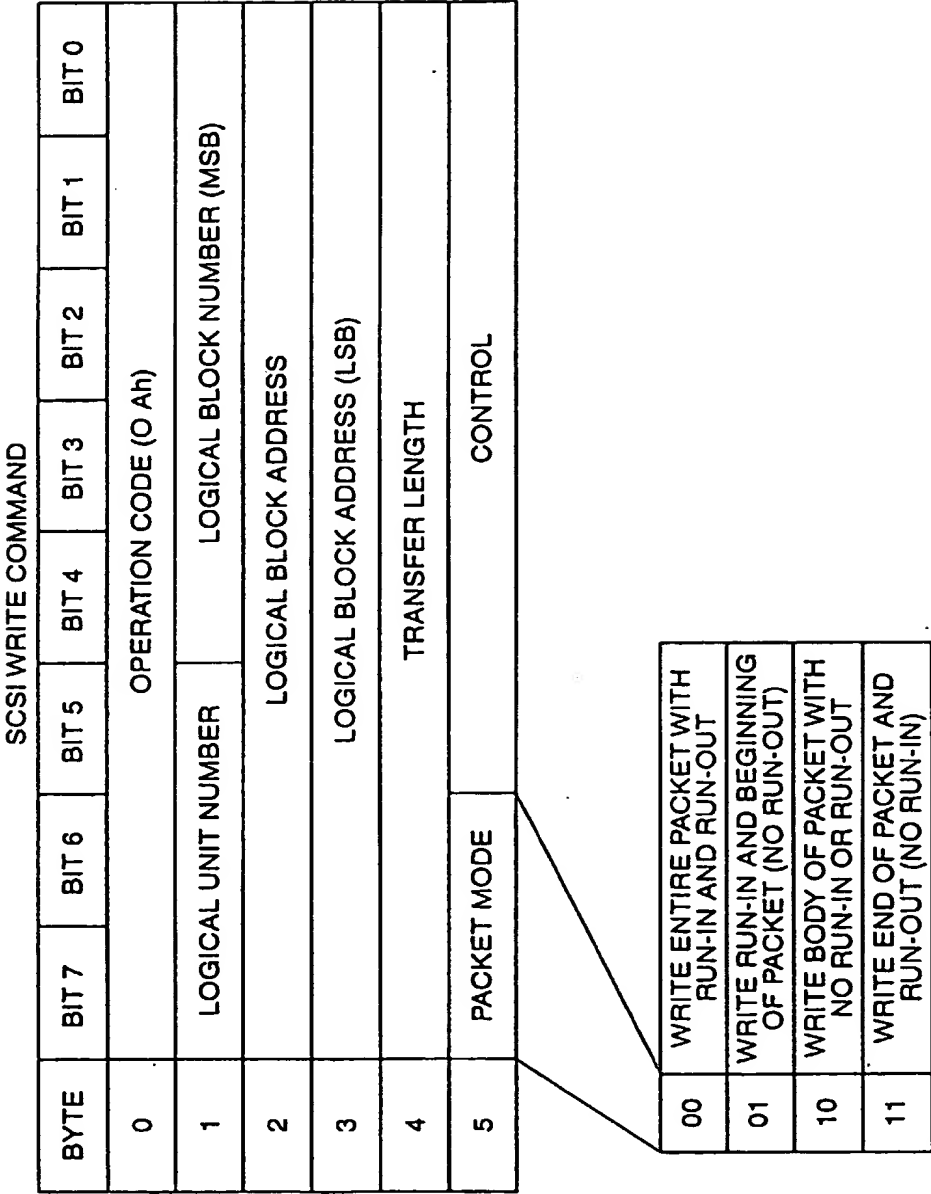 SCSI WRITE COMMAND
BYTE BIT 7 BIT 6 BIT 5 BIT 4 BIT 3 BIT 2 BIT 1 BIT 0
0 OPERATION CODE (O Ah)
1 LOGICAL UNIT NUMBER LOGICAL BLOCK NUMBER (MSB)
2 LOGICAL BLOCK ADDRESS
3 LOGICAL BLOCK ADDRESS (LSB)
4 TRANSFER LENGTH
5 PACKET MODE CONTROL
00 WRITE ENTIRE PACKET WITH
RUN-IN AND RUN-OUT
01 WRITE RUN-IN AND BEGINNING
OF PACKET (NO RUN-OUT)
10 WRITE BODY OF PACKET WITH
NO RUN-IN OR RUN-OUT
11 WRITE END OF PACKET AND
RUN-OUT (NO RUN-IN)